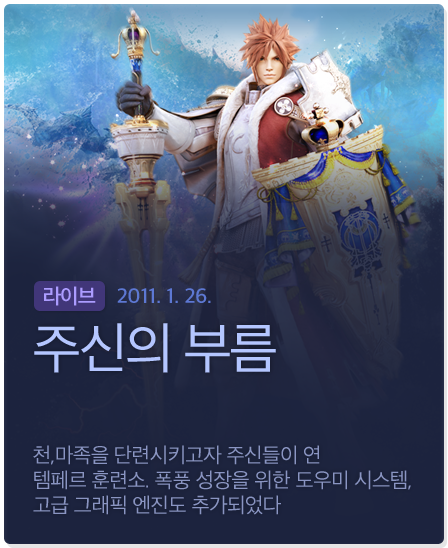 라이브 2011. 1. 26.
주신의 부름
천,마족을 단련시키고자 주신들이 연
템페르 훈련소. 폭풍 성장을 위한 도우미 시스템,
고급 그래픽 엔진도 추가되었다